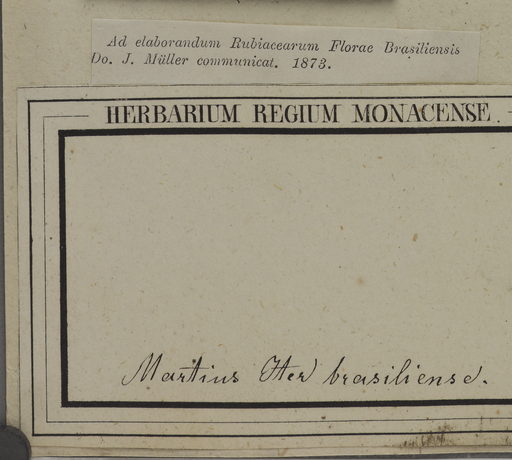 Ad elaborandum Rubiacearum Florae Brasiliensis
Do. J. Müller communicat. 1873.
HERBARIUM REGIUM MONACENSE.
Martius Iter brasiliense.